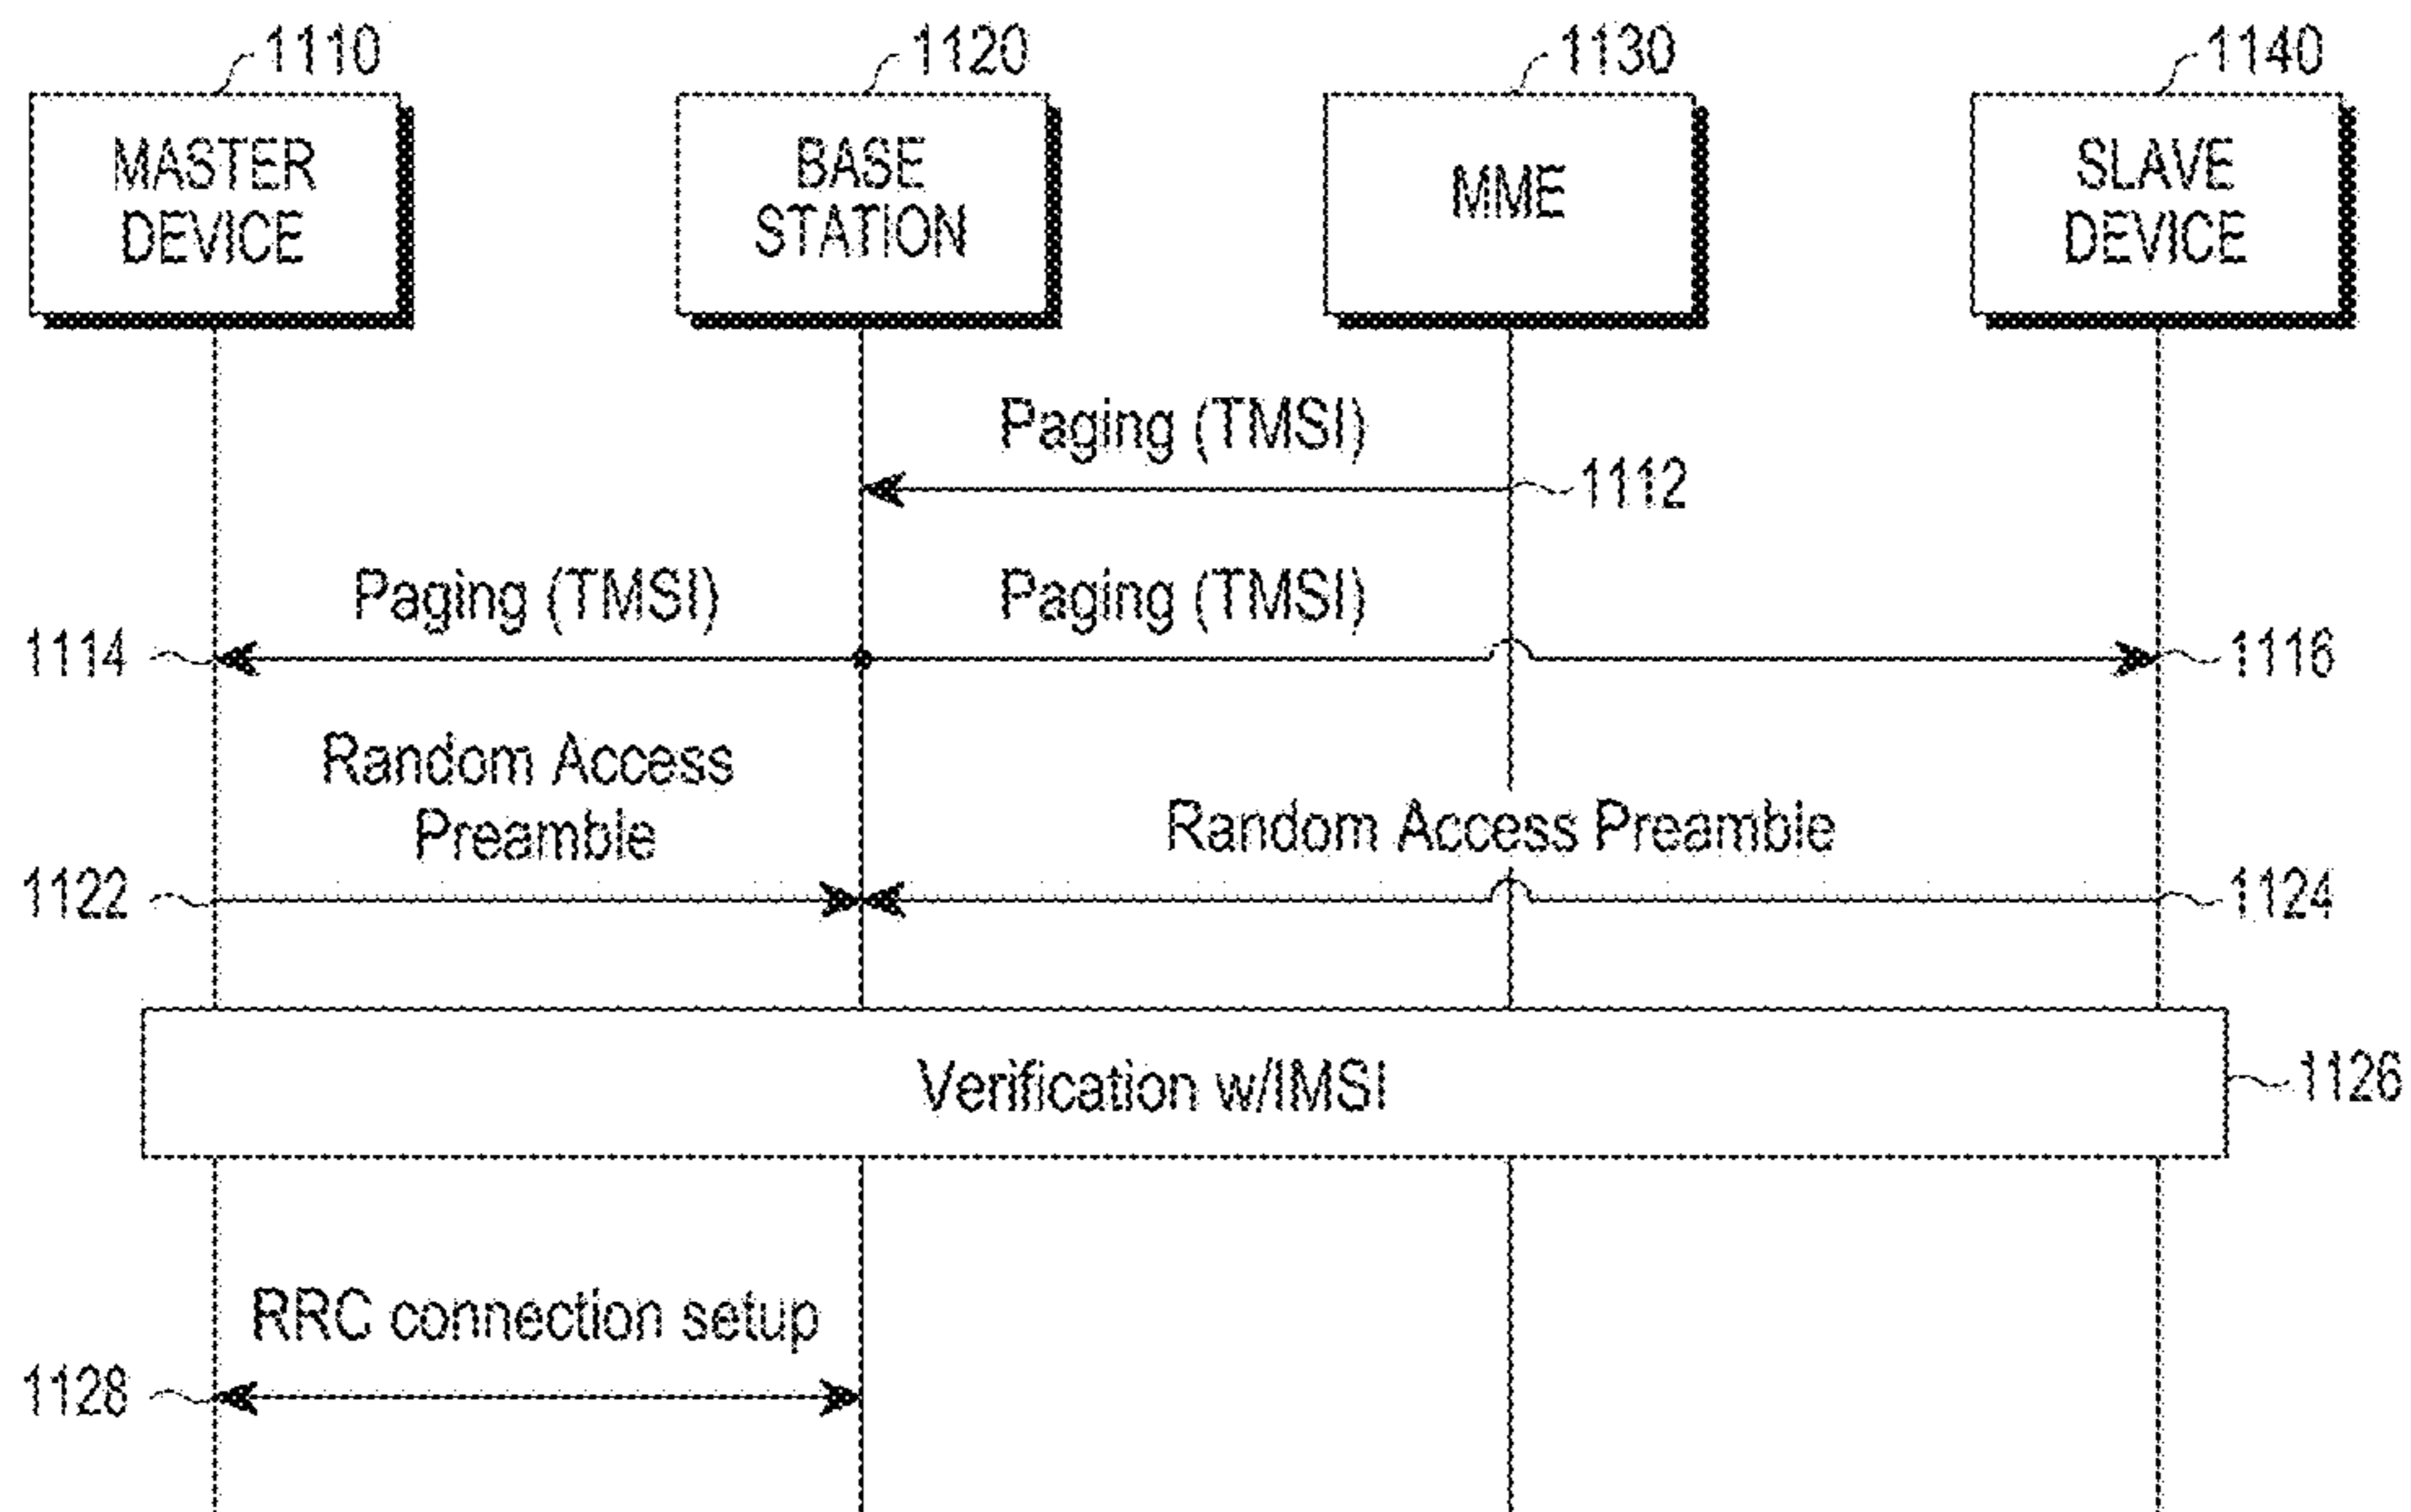 1110
1120
1130
1140
MASTER
DEVICE
BASE
STATION
MME
SLAVE
DEVICE
Paging (TMSI)
1112
Paging (TMSI)
Paging (TMSI)
1114
1116
Random Access
Preamble
Random Access Preamble
1122
1124
Verification w/IMSI
1126
RRC connection setup
1128